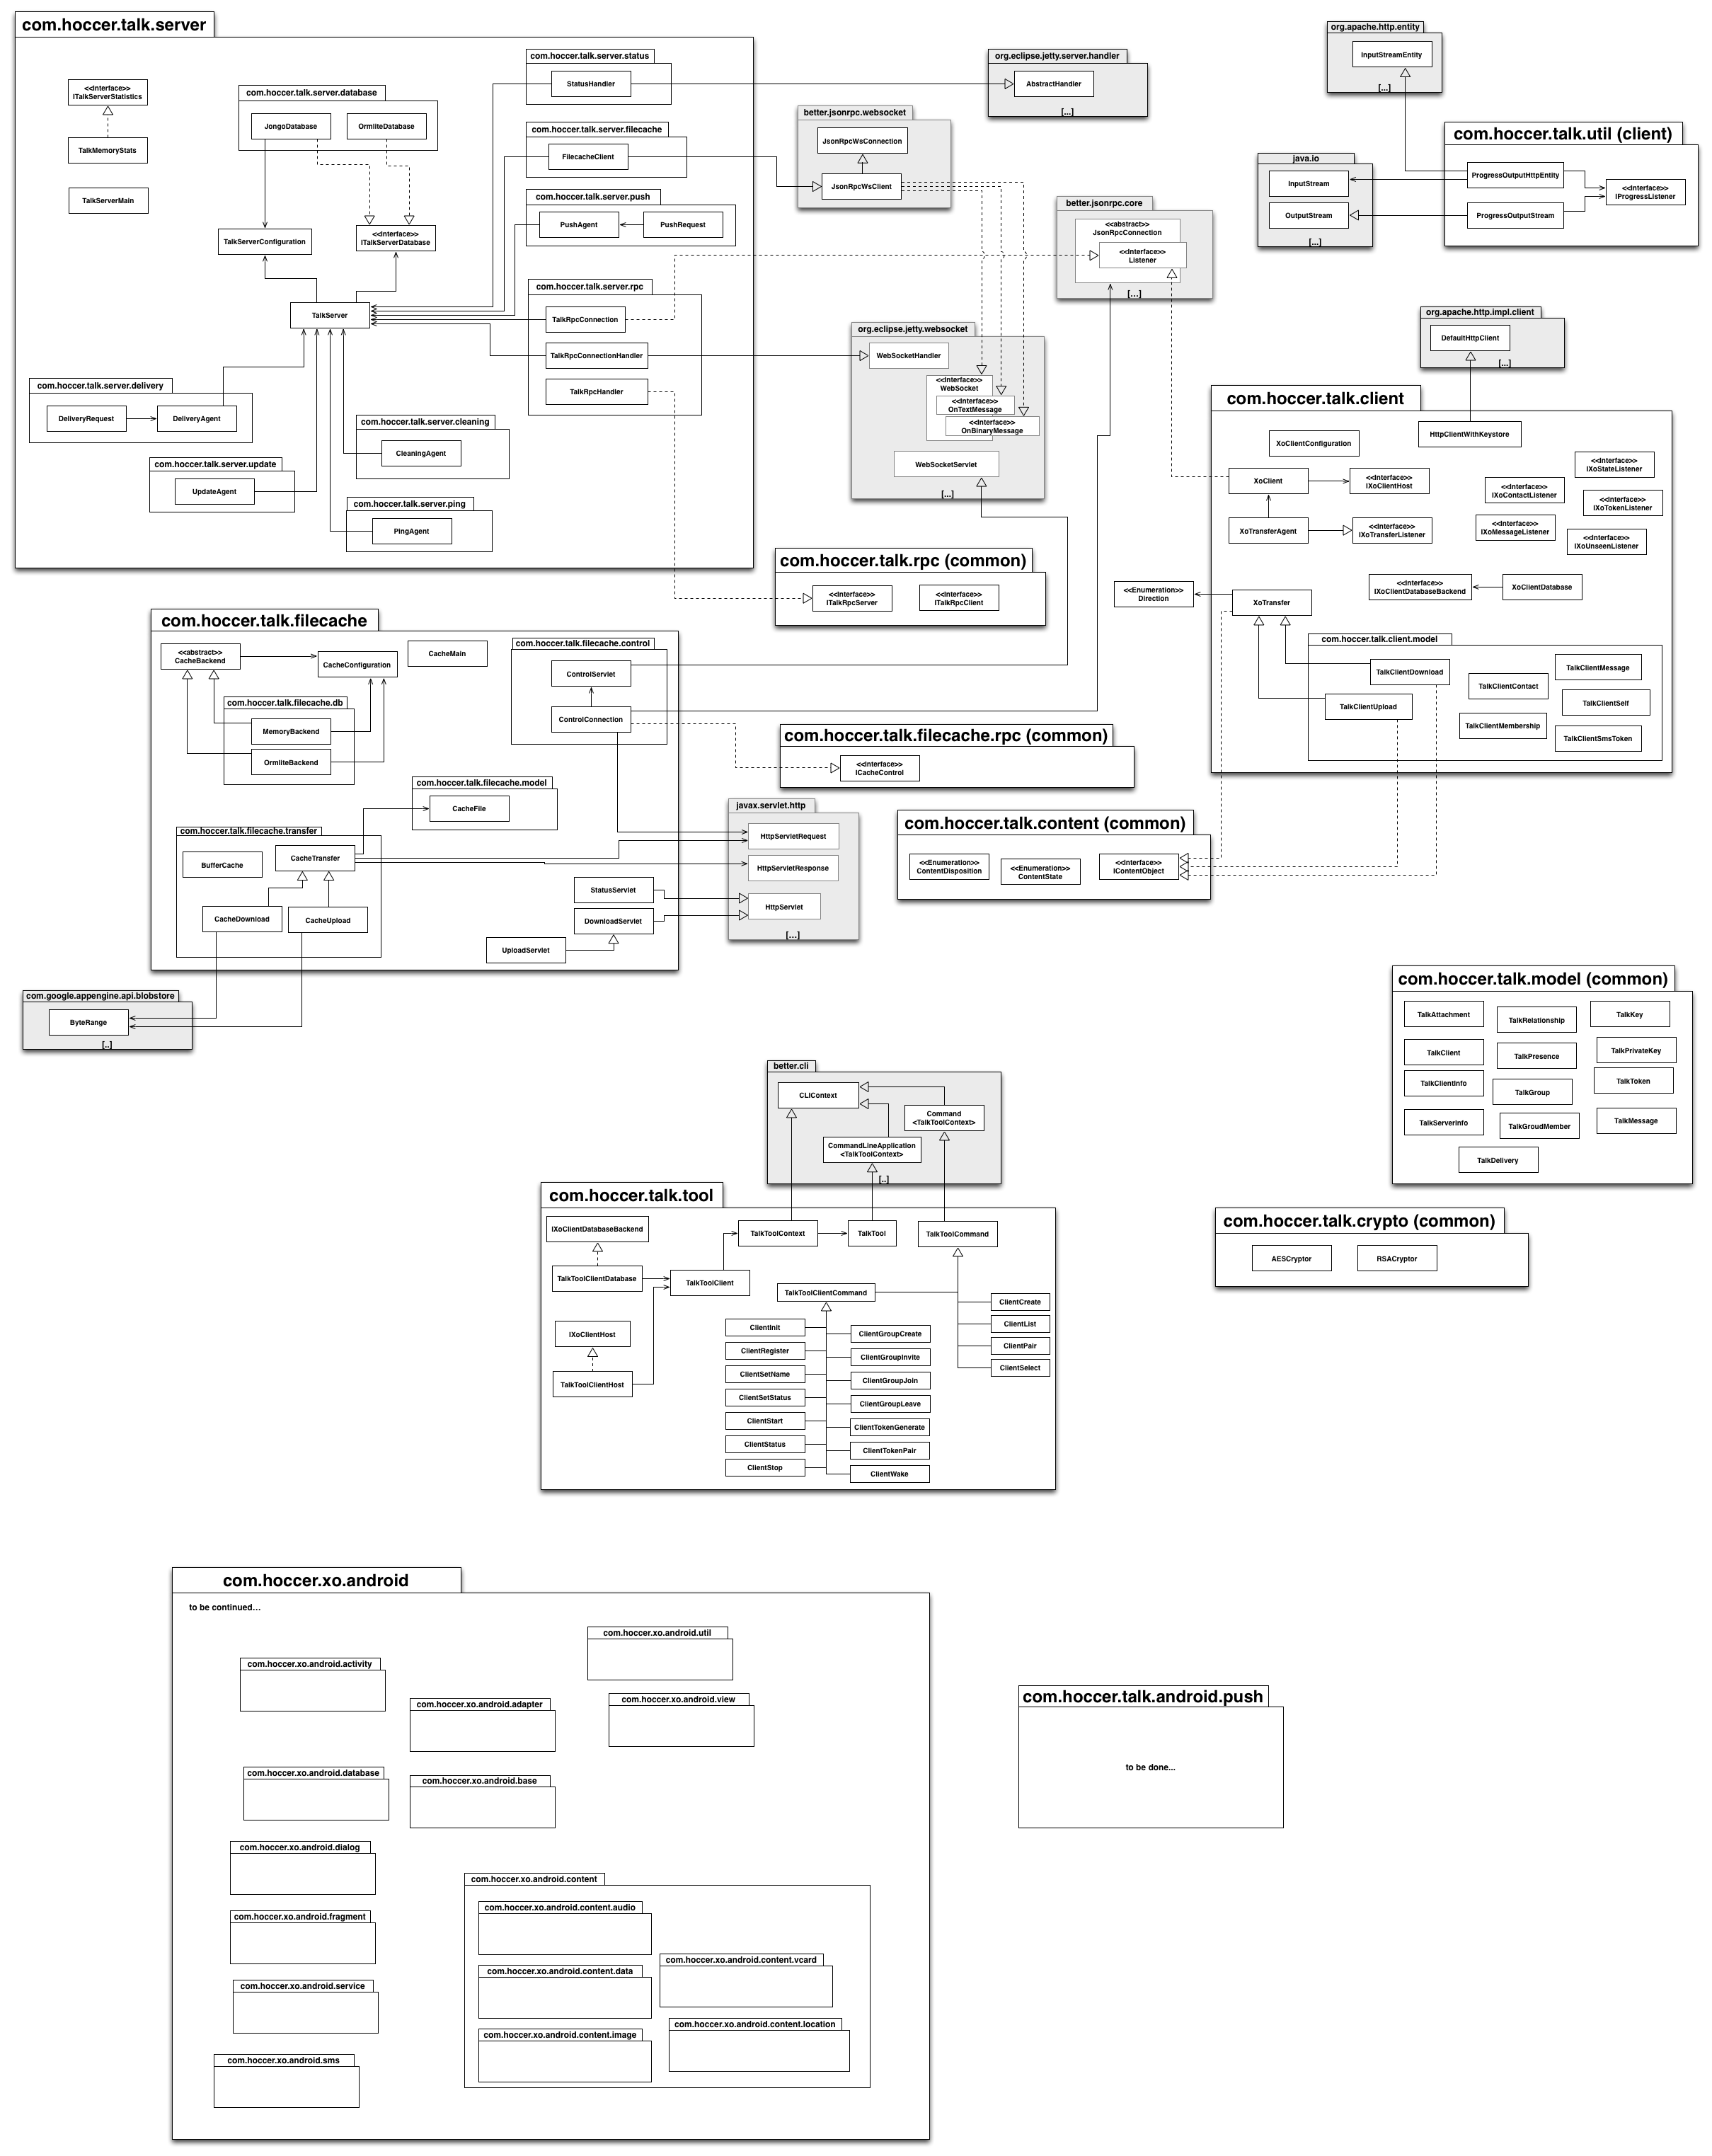 com.hoccer.talk.server
<<Interface>>
ITalkServerStatistics
TalkMemoryStats
TalkServerMain
com.hoccer.talk.server.database
JongoDatabase
OrmliteDatabase
TalkServerConfiguration
<<Interface>>
ITalkServerDatabase
TalkServer
com.hoccer.talk.server.status
StatusHandler
com.hoccer.talk.server.filecache
FilecacheClient
com.hoccer.talk.server.push
PushAgent
PushRequest
com.hoccer.talk.server.rpc
TalkRpcConnection
TalkRpcConnectionHandler
TalkRpcHandler
com.hoccer.talk.server.delivery
DeliveryRequest
DeliveryAgent
com.hoccer.talk.server.cleaning
CleaningAgent
com.hoccer.talk.server.update
UpdateAgent
com.hoccer.talk.server.ping
PingAgent
org.eclipse.jetty.server.handler
AbstractHandler
[...]
better.jsonrpc.websocket
JsonRpcWsConnection
JsonRpcWsClient
better.jsonrpc.core
<<abstract>>
JsonRpcConnection
<<Interface>>
Listener
[...]
org.eclipse.jetty.websocket
WebSocketHandler
<<Interface>>
WebSocket
<<Interface>>
OnTextMessage
<<Interface>>
OnBinaryMessage
WebSocketServlet
[...]
org.apache.http.entity
InputStreamEntity
[...]
com.hoccer.talk.util (client)
ProgressOutputHttpEntity
ProgressOutputStream
<<Interface>>
IProgressListener
java.io
InputStream
OutputStream
[...]
org.apache.http.impl.client
DefaultHttpClient
[...]
com.hoccer.talk.client
HttpClientWithKeystore
XoClientConfiguration
XoClient
<<Interface>>
IXoClientHost
XoTransferAgent
<<Interface>>
IXoTransferListener
<<Interface>>
IXoStateListener
<<Interface>>
IXoContactListener
<<Interface>>
IXoTokenListener
<<Interface>>
IXoMessageListener
<<Interface>>
IXoUnseenListener
<<Interface>>
IXoClientDatabaseBackend
XoClientDatabase
<<Enumeration>>
Direction
XoTransfer
com.hoccer.talk.client.model
TalkClientDownload
TalkClientUpload
TalkClientMessage
TalkClientContact
TalkClientSelf
TalkClientMembership
TalkClientSmsToken
com.hoccer.talk.rpc (common)
<<Interface>>
ITalkRpcServer
<<Interface>>
ITalkRpcClient
com.hoccer.talk.filecache
<<abstract>>
CacheBackend
CacheConfiguration
CacheMain
com.hoccer.talk.filecache.db
MemoryBackend
OrmliteBackend
com.hoccer.talk.filecache.control
ControlServlet
ControlConnection
com.hoccer.talk.filecache.model
CacheFile
com.hoccer.talk.filecache.transfer
BufferCache
CacheTransfer
CacheDownload
CacheUpload
StatusServlet
DownloadServlet
UploadServlet
com.hoccer.talk.filecache.rpc (common)
<<Interface>>
ICacheControl
javax.servlet.http
HttpServletRequest
HttpServletResponse
HttpServlet
[...]
com.hoccer.talk.content (common)
<<Enumeration>>
ContentDisposition
<<Enumeration>>
ContentState
<<Interface>>
IContentObject
com.google.appengine.api.blobstore
ByteRange
[..]
com.hoccer.talk.model (common)
TalkAttachment
TalkRelationship
TalkKey
TalkClient
TalkPresence
TalkPrivateKey
TalkClientInfo
TalkGroup
TalkToken
TalkServerInfo
TalkGroudMember
TalkMessage
TalkDelivery
com.hoccer.talk.crypto (common)
AESCryptor
RSACryptor
better.cli
CLIContext
Command
<TalkToolContext>
CommandLineApplication
<TalkToolContext>
[..]
com.hoccer.talk.tool
IXoClientDatabaseBackend
TalkToolContext
TalkTool
TalkToolCommand
TalkToolClientDatabase
TalkToolClient
TalkToolClientCommand
IXoClientHost
TalkToolClientHost
ClientCreate
ClientList
ClientPair
ClientSelect
ClientInit
ClientRegister
ClientSetName
ClientSetStatus
ClientStart
ClientStatus
ClientStop
ClientGroupCreate
ClientGroupInvite
ClientGroupJoin
ClientGroupLeave
ClientTokenGenerate
ClientTokenPair
ClientWake
com.hoccer.xo.android
to be continued...
com.hoccer.xo.android.util
com.hoccer.xo.android.activity
com.hoccer.xo.android.adapter
com.hoccer.xo.android.view
com.hoccer.xo.android.database
com.hoccer.xo.android.base
com.hoccer.xo.android.dialog
com.hoccer.xo.android.fragment
com.hoccer.xo.android.service
com.hoccer.xo.android.sms
com.hoccer.xo.android.content
com.hoccer.xo.android.content.audio
com.hoccer.xo.android.content.vcard
com.hoccer.xo.android.content.data
com.hoccer.xo.android.content.location
com.hoccer.xo.android.content.image
com.hoccer.talk.android.push
to be done...